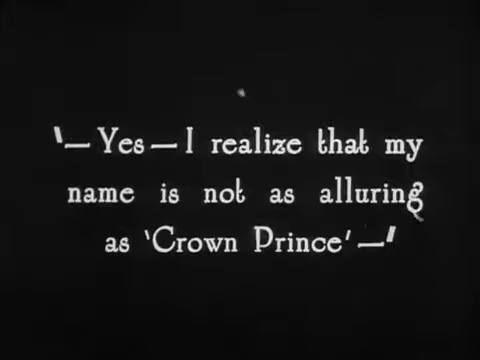 "—Yes—I realize that my
name is not as alluring
as 'Crown Prince'—"